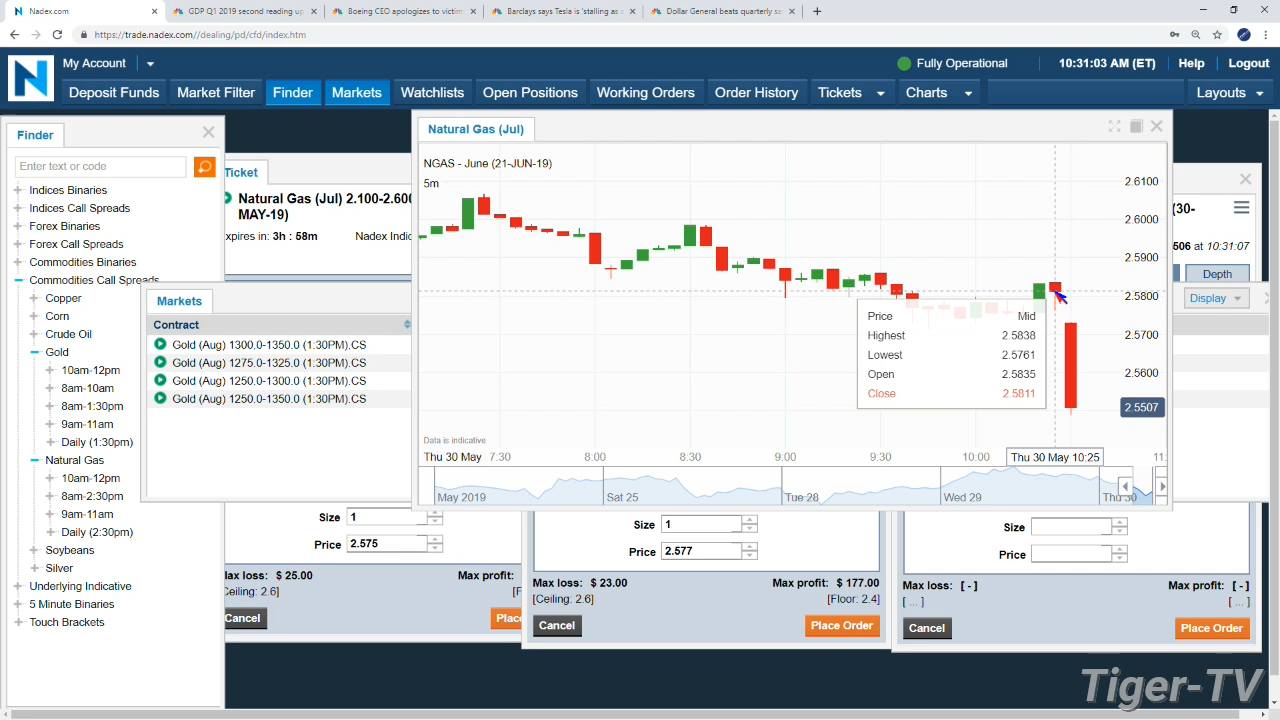 Nadex.com
GDP Q1 2019 second reading up
Boeing CEO apologizes to victim
Barclays says Tesla is 'stalling as
Dollar General beats quarterly sa
https://trade.nadex.com//dealing/pd/cfd/index.htm
N
My Account
Fully Operational
10:31:03 AM (ET)
Help
Logout
Deposit Funds
Market Filter
Finder
Markets
Watchlists
Open Positions
Working Orders
Order History
Tickets
Charts
Layouts
Finder
Enter text or code
Indices Binaries
Indices Call Spreads
Forex Binaries
Forex Call Spreads
Commodities Binaries
Commodities Call Spreads
Copper
Corn
Crude Oil
Gold
10am-12pm
8am-10am
8am-1:30pm
9am-11am
Daily (1:30pm)
Natural Gas
10am-12pm
8am-2:30pm
9am-11am
Daily (2:30pm)
Soybeans
Silver
Underlying Indicative
5 Minute Binaries
Touch Brackets
Ticket
Natural Gas (Jul) 2.100-2.600
MAY-19)
xpires in: 3h : 58m
Nadex Indic
Markets
Contract
Gold (Aug) 1300.0-1350.0 (1:30PM).CS
Gold (Aug) 1275.0-1325.0 (1:30PM).CS
Gold (Aug) 1250.0-1300.0 (1:30PM).CS
Gold (Aug) 1250.0-1350.0 (1:30PM).CS
Natural Gas (Jul)
NGAS - June (21-JUN-19)
5m
2.6100
2.6000
2.5900
2.5800
2.5700
2.5600
2.5507
Price Mid
Highest 2.5838
Lowest 2.5761
Open 2.5835
Close 2.5811
Data is indicative
Thu 30 May 7:30 8:00 8:30 9:00 9:30 10:00 Thu 30 May 10:25 11:
May 2019 Sat 25 Tue 28 Wed 29 Thu 30
(30-
506 at 10:31:07
Depth
Display
Size 1
Price 2.575
Max loss: $ 25.00
Max profit:
Ceiling: 2.6]
[F
Cancel
Place
Size 1
Price 2.577
Max loss: $ 23.00
Max profit: $ 177.00
[Ceiling: 2.6]
[Floor: 2.4]
Cancel
Place Order
Size
Price
Max loss: [ - ]
Max profit: [ - ]
[ ... ]
[ ... ]
Cancel
Place Order
Tiger-TV